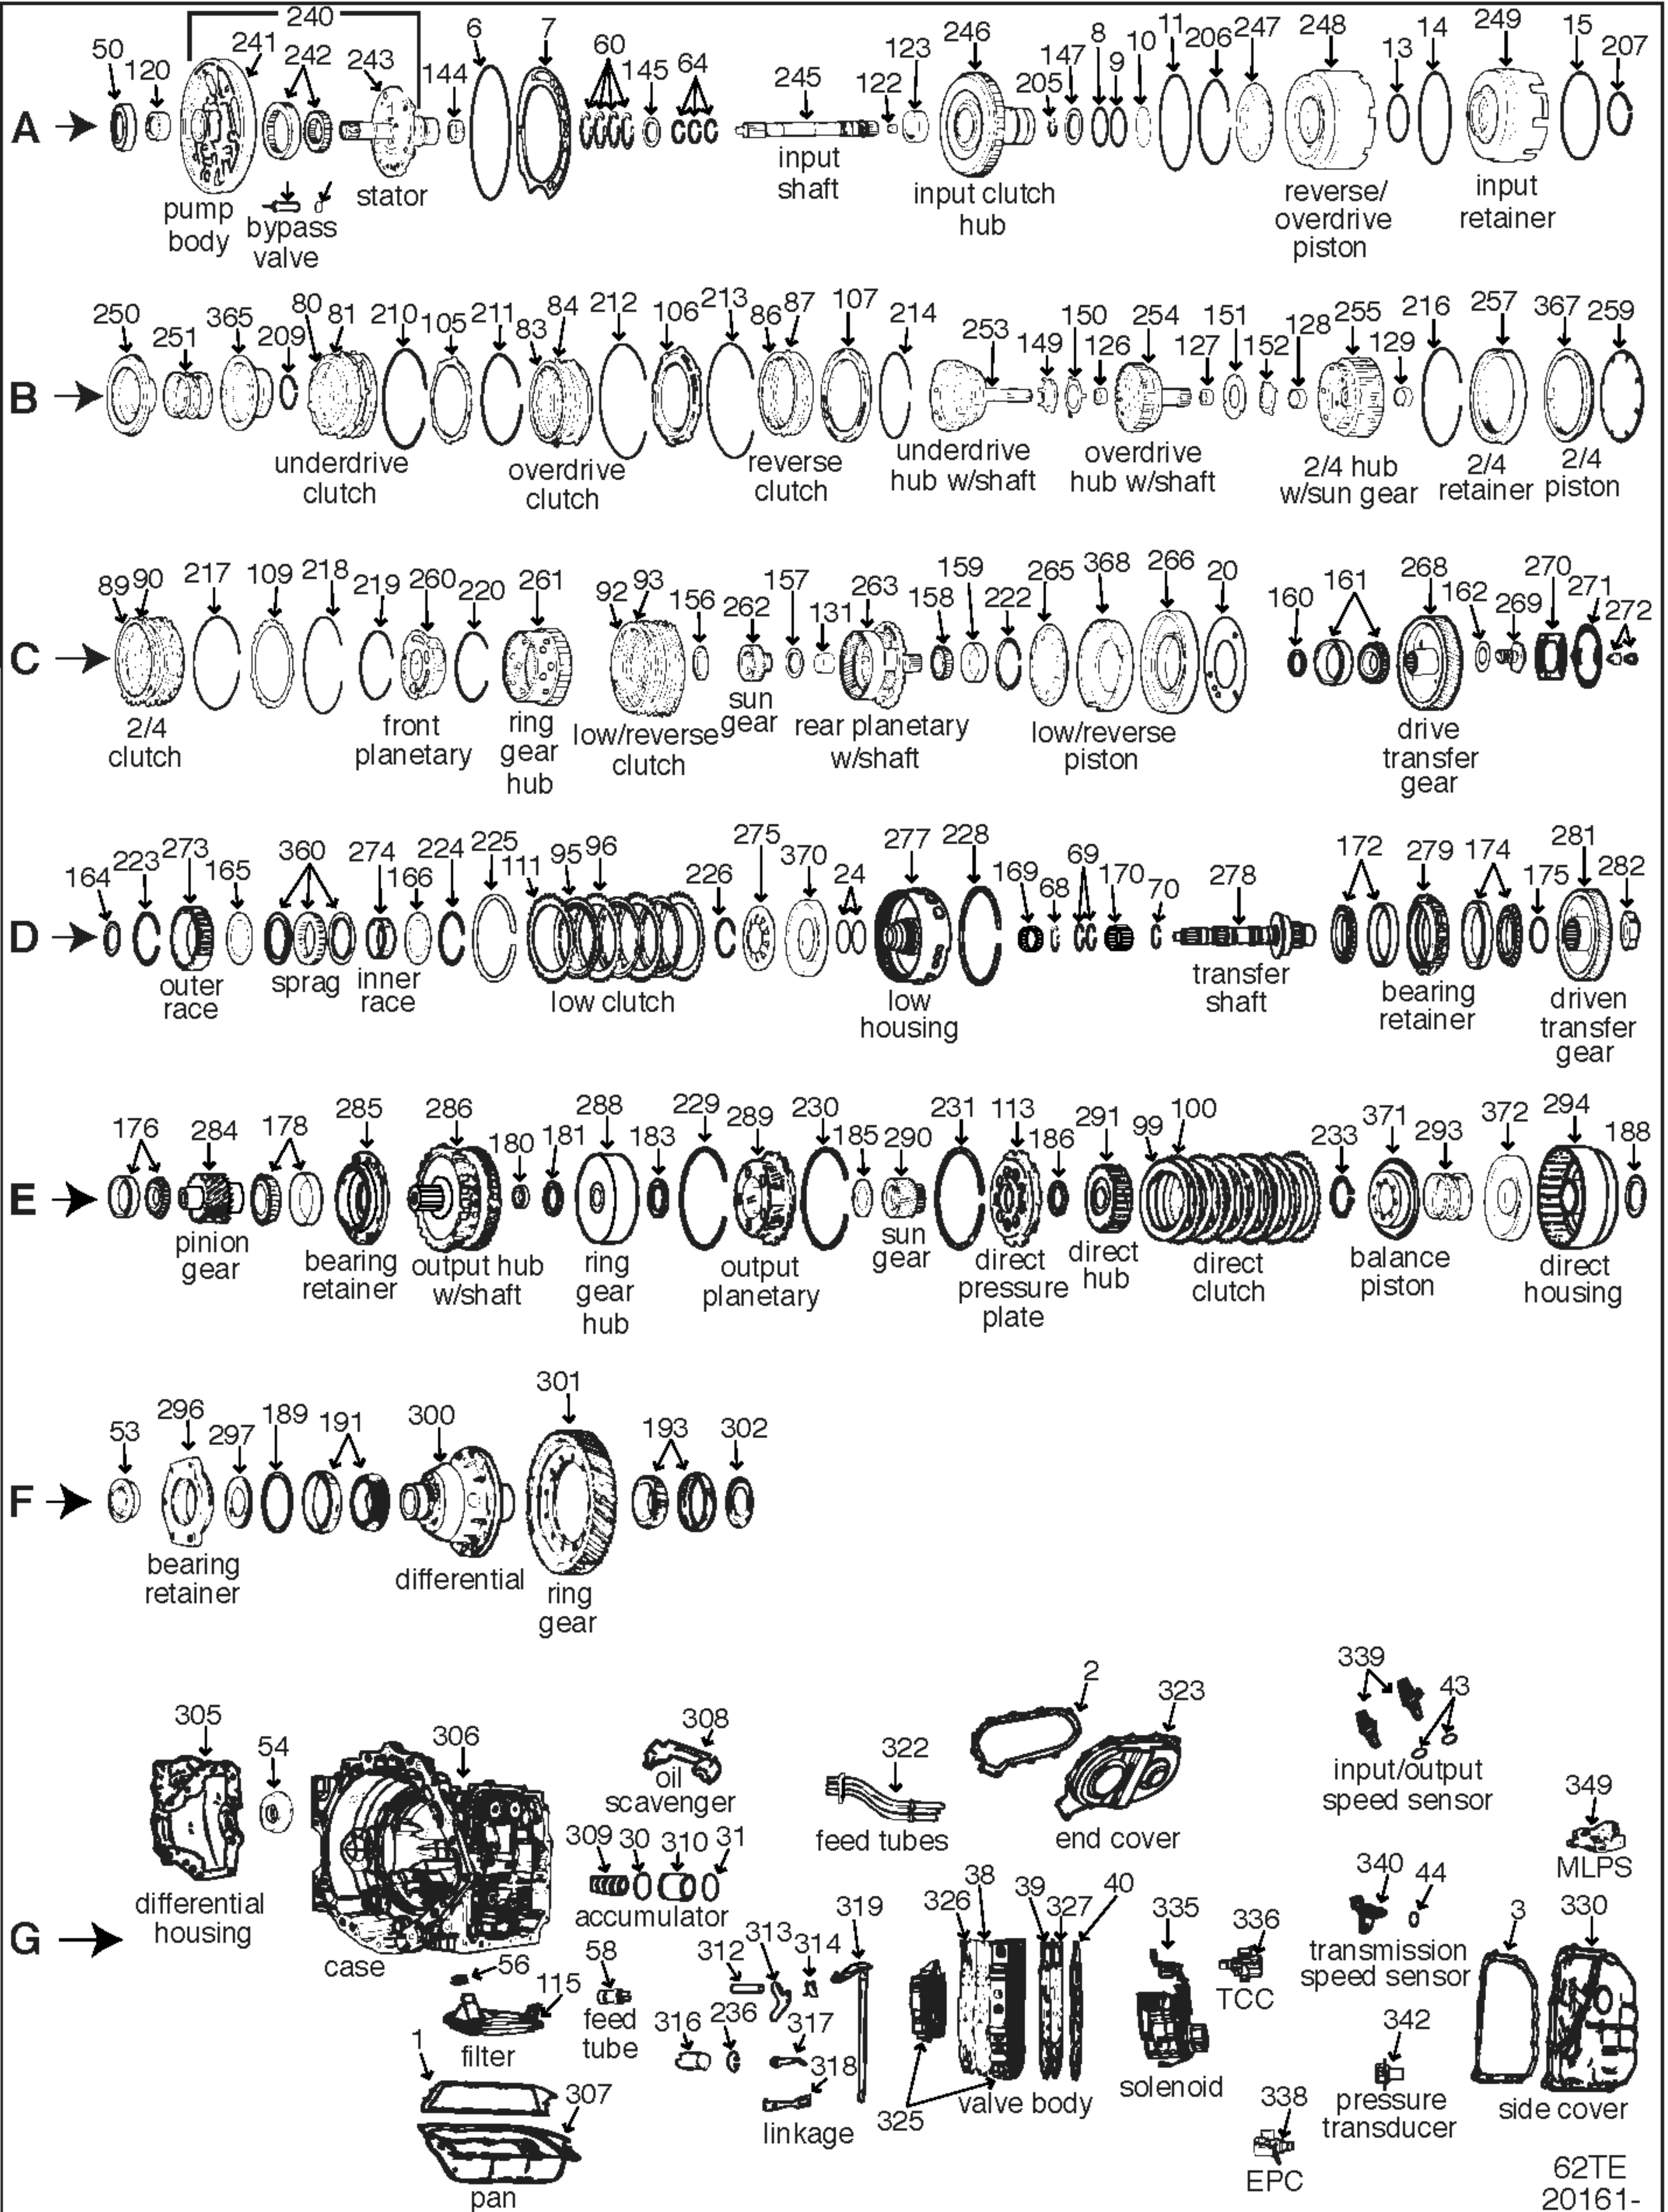 240
50 120 241 242 243 144 6 7 60 145 64 245 122 123 246 205 147 8 9 10 11 206 247 248 13 14 249 15 207
A
pump body
bypass valve
stator
input shaft
input clutch hub
reverse/ overdrive piston
input retainer
250 251 365 209 80 81 210 105 211 83 84 212 106 213 86 87 107 214 253 149 150 126 254 127 151 152 128 255 129 216 257 367 259
B
underdrive clutch
overdrive clutch
reverse clutch
underdrive hub w/shaft
overdrive hub w/shaft
2/4 hub w/sun gear
2/4 retainer
2/4 piston
89 90 217 109 218 219 260 220 261 92 93 156 262 157 131 263 158 159 222 265 368 266 20 160 161 268 162 269 270 271 272
C
2/4 clutch
front planetary
ring gear hub
low/reverse clutch
sun gear
rear planetary w/shaft
low/reverse piston
drive transfer gear
164 223 273 165 360 274 166 224 225 111 95 96 226 275 370 24 277 228 169 68 69 170 70 278 172 279 174 175 281 282
D
outer race
sprag
inner race
low clutch
low housing
transfer shaft
bearing retainer
driven transfer gear
176 284 178 285 286 180 181 288 183 229 289 230 185 290 231 113 186 291 99 100 233 371 293 372 294 188
E
pinion gear
bearing retainer
output hub w/shaft
ring gear hub
output planetary
sun gear
direct pressure plate
direct hub
direct clutch
balance piston
direct housing
53 296 297 189 191 300 301 193 302
F
bearing retainer
differential
ring gear
G
305
54
differential housing
306
case
308
oil scavenger
309 30 310 31
accumulator
56
115
filter
58
feed tube
1
307
pan
312 313 314
316 236 317
318
319
linkage
322
feed tubes
2
323
end cover
326 38 39 327 40
325
valve body
335
solenoid
336
TCC
338
EPC
339
43
input/output speed sensor
340 44
transmission speed sensor
342
pressure transducer
349
MLPS
3 330
side cover
62TE
20161-